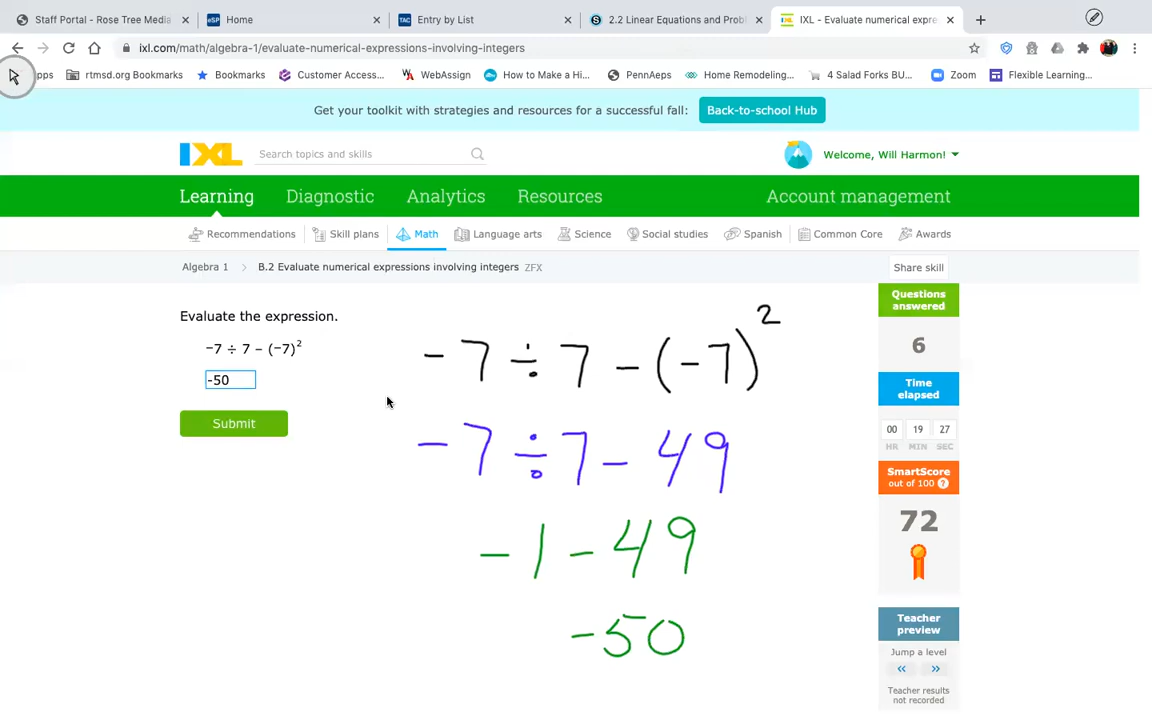 Staff Portal - Rose Tree Media
eSP Home
TAC Entry by List
S 2.2 Linear Equations and Prob
IXL IXL - Evaluate numerical expre
ixl.com/math/algebra-1/evaluate-numerical-expressions-involving-integers
pps rtmsd.org Bookmarks Bookmarks Customer Access... WebAssign How to Make a Hi... PennAeps Home Remodeling... 4 Salad Forks BU... Zoom Flexible Learning...
Get your toolkit with strategies and resources for a successful fall: Back-to-school Hub
IXL Search topics and skills Welcome, Will Harmon!
Learning Diagnostic Analytics Resources Account management
Recommendations Skill plans Math Language arts Science Social studies Spanish Common Core Awards
Algebra 1 > B.2 Evaluate numerical expressions involving integers ZFX Share skill
Evaluate the expression.
−7 ÷ 7 − (−7)²
-50
Submit
-7 ÷ 7 - (-7)²
-7 ÷ 7 - 49
-1 - 49
-50
Questions
answered
6
Time
elapsed
00 19 27
HR MIN SEC
SmartScore
out of 100 ?
72
Teacher
preview
Jump a level
« »
Teacher results
not recorded